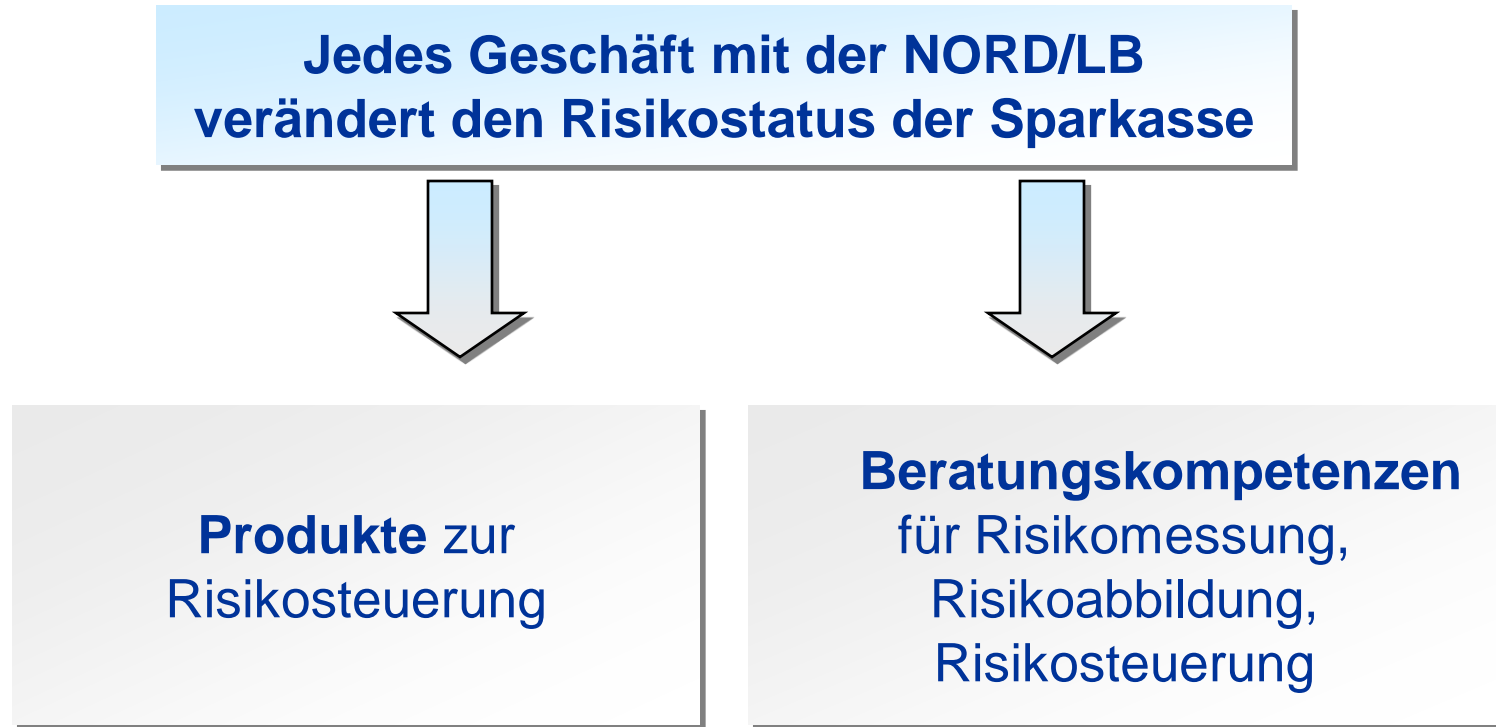 Jedes Geschäft mit der NORD/LB
verändert den Risikostatus der Sparkasse
Produkte zur
Risikosteuerung
Beratungskompetenzen
für Risikomessung,
Risikoabbildung,
Risikosteuerung